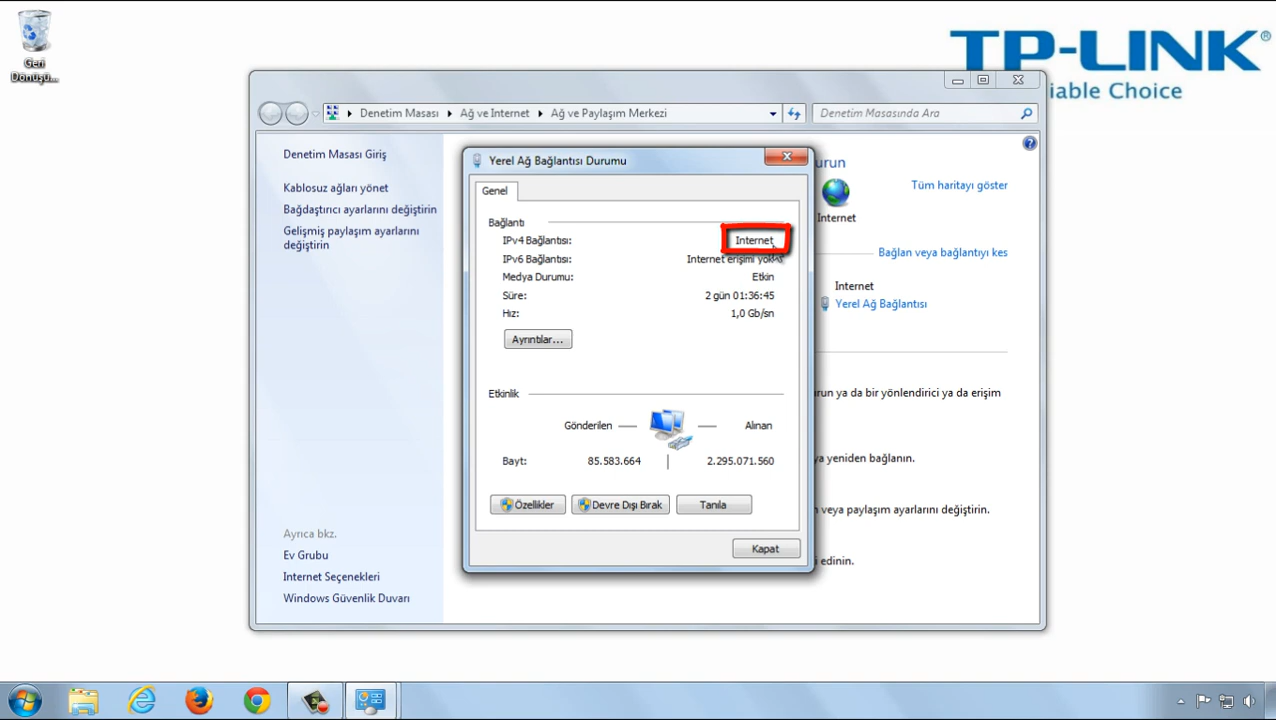 Geri
Dönüşü...
TP-LINK®
iable Choice
Denetim Masası
Ağ ve Internet
Ağ ve Paylaşım Merkezi
Denetim Masasında Ara
Denetim Masası Giriş
Kablosuz ağları yönet
Bağdaştırıcı ayarlarını değiştirin
Gelişmiş paylaşım ayarlarını
değiştirin
Yerel Ağ Bağlantısı Durumu
Genel
Bağlantı
IPv4 Bağlantısı: Internet
IPv6 Bağlantısı: Internet erişimi yok
Medya Durumu: Etkin
Süre: 2 gün 01:36:45
Hız: 1,0 Gb/sn
Ayrıntılar...
Etkinlik
Gönderilen Alınan
Bayt: 85.583.664 2.295.071.560
Özellikler Devre Dışı Bırak Tanıla
Kapat
urun
Tüm haritayı göster
Internet
Bağlan veya bağlantıyı kes
Internet
Yerel Ağ Bağlantısı
urun ya da bir yönlendirici ya da erişim
ya yeniden bağlanın.
veya paylaşım ayarlarını değiştirin.
i edinin.
Ayrıca bkz.
Ev Grubu
Internet Seçenekleri
Windows Güvenlik Duvarı